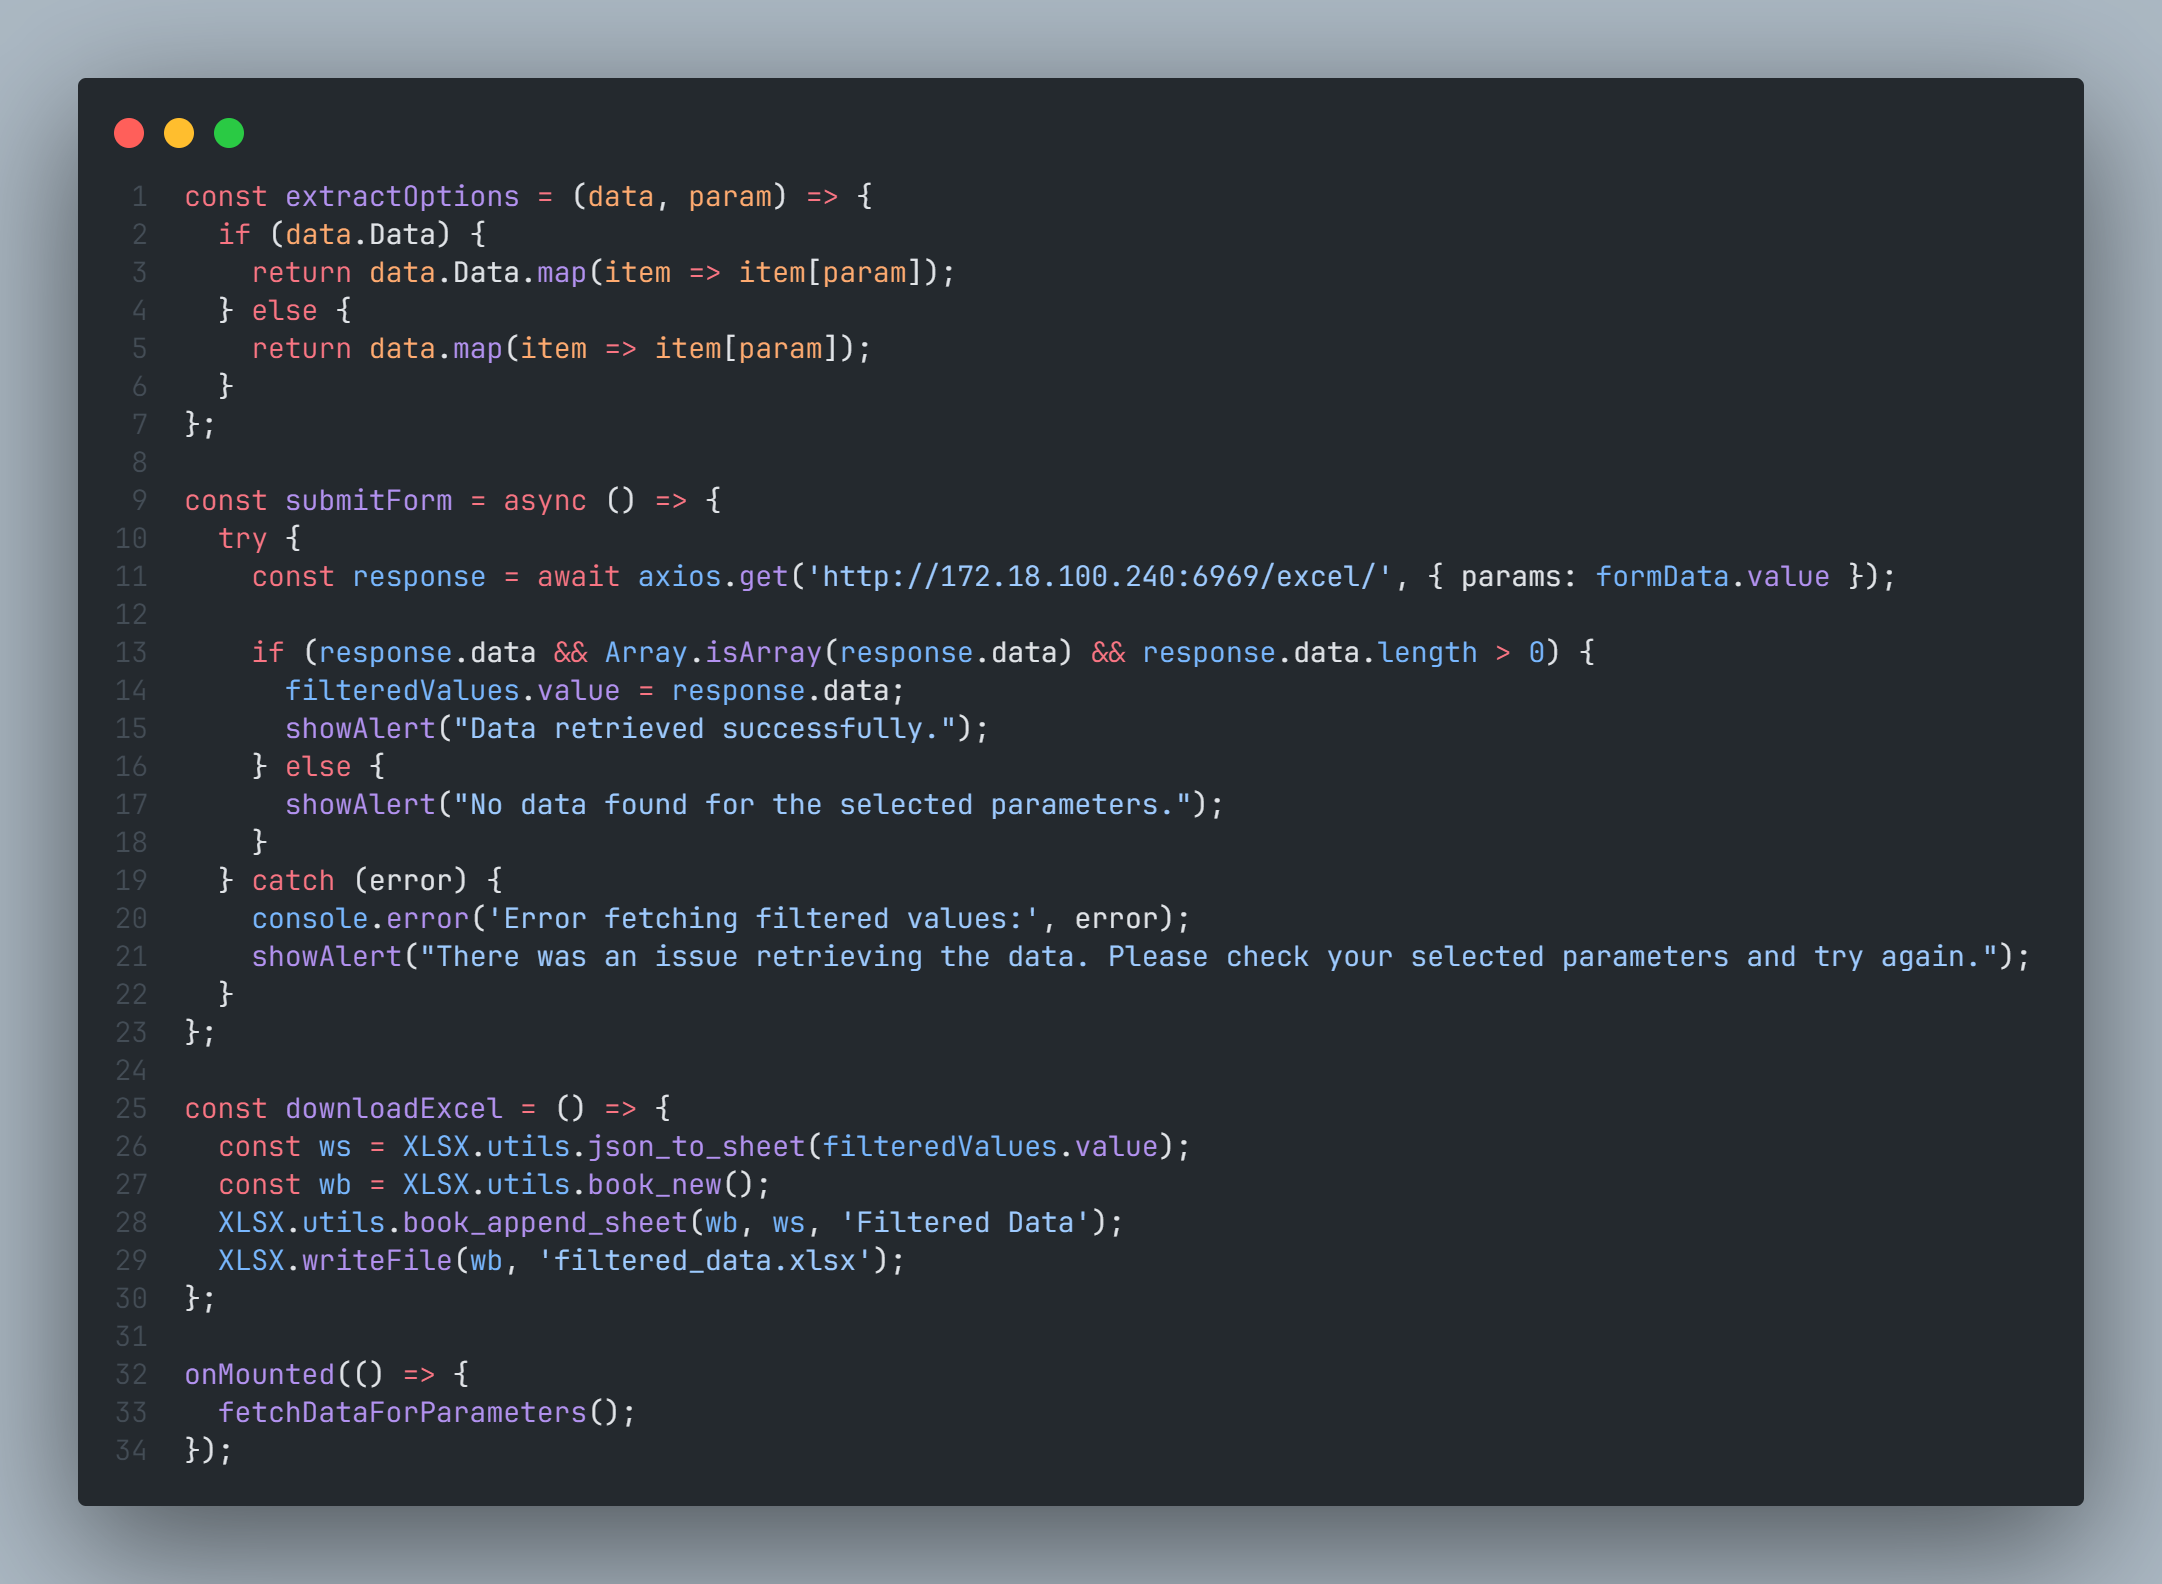 1 const extractOptions = (data, param) => {
2   if (data.Data) {
3     return data.Data.map(item => item[param]);
4   } else {
5     return data.map(item => item[param]);
6   }
7 };
8
9 const submitForm = async () => {
10   try {
11     const response = await axios.get('http://172.18.100.240:6969/excel/', { params: formData.value });
12
13     if (response.data && Array.isArray(response.data) && response.data.length > 0) {
14       filteredValues.value = response.data;
15       showAlert("Data retrieved successfully.");
16     } else {
17       showAlert("No data found for the selected parameters.");
18     }
19   } catch (error) {
20     console.error('Error fetching filtered values:', error);
21     showAlert("There was an issue retrieving the data. Please check your selected parameters and try again.");
22   }
23 };
24
25 const downloadExcel = () => {
26   const ws = XLSX.utils.json_to_sheet(filteredValues.value);
27   const wb = XLSX.utils.book_new();
28   XLSX.utils.book_append_sheet(wb, ws, 'Filtered Data');
29   XLSX.writeFile(wb, 'filtered_data.xlsx');
30 };
31
32 onMounted(() => {
33   fetchDataForParameters();
34 });